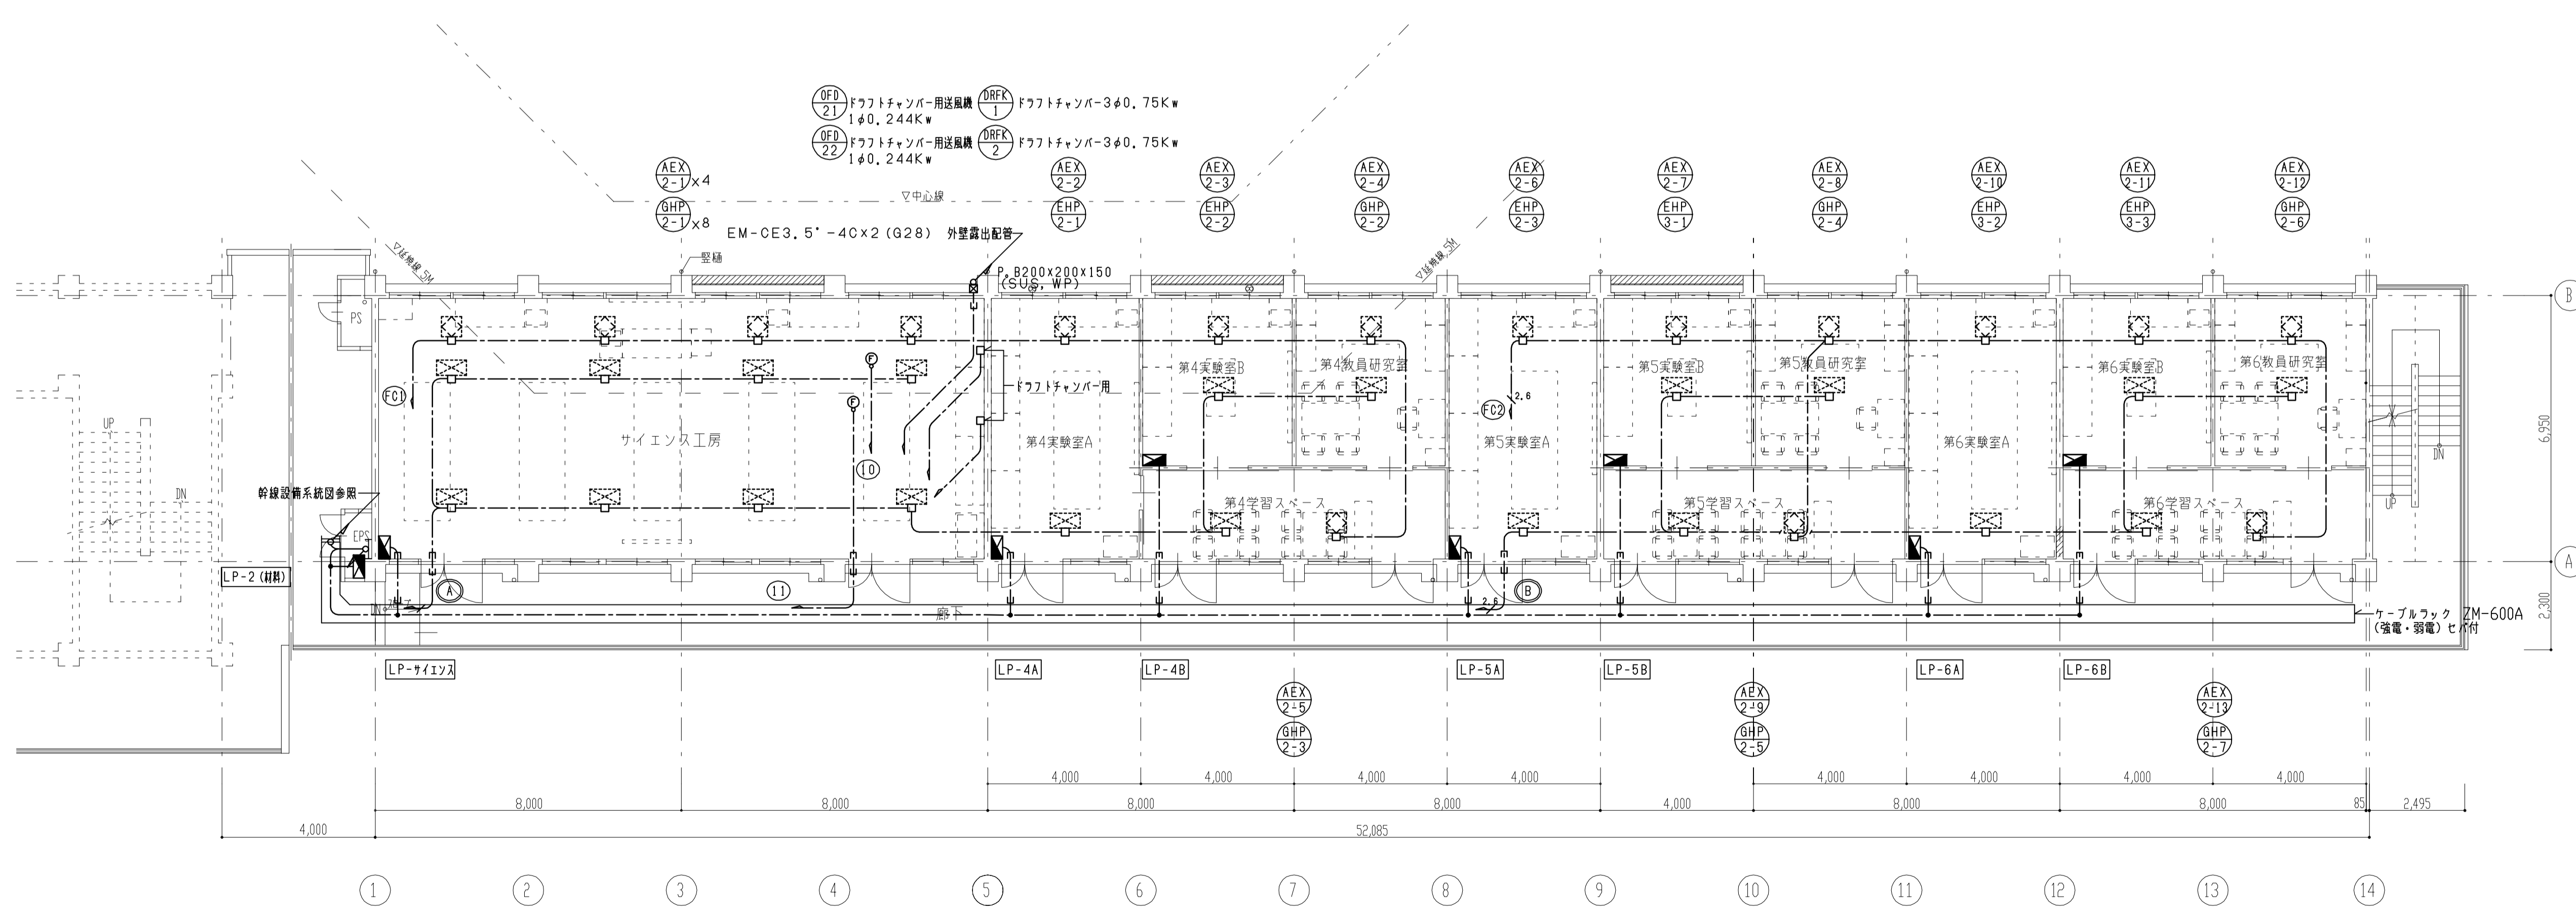 OFD
21
ドラフトチャンバー用送風機
1φ0.244Kw
DRFK
1
ドラフトチャンバー3φ0.75Kw
OFD
22
ドラフトチャンバー用送風機
1φ0.244Kw
DRFK
2
ドラフトチャンバー3φ0.75Kw
AEX
2-1 x4
AEX
2-2
AEX
2-3
AEX
2-4
AEX
2-6
AEX
2-7
AEX
2-8
AEX
2-10
AEX
2-11
AEX
2-12
▽中心線
GHP
2-1 x8
EHP
2-1
EHP
2-2
GHP
2-2
EHP
2-3
EHP
3-1
GHP
2-4
EHP
3-2
EHP
3-3
GHP
2-6
EM-CE3.5°-4Cx2(G28) 外壁露出配管
▽延焼線 5M
▽延焼線 5M
竪樋
P.B200x200x150
(SUS,WP)
B
PS
第4実験室B
第4教員研究室
第5実験室B
第5教員研究室
第6実験室B
第6教員研究室
FC1
F
F
ドラフトチャンバー用
FC2
2.6
UP
サイエンス工房
第4実験室A
第5実験室A
第6実験室A
6,950
DN
10
DN
幹線設備系統図参照
第4学習スペース
第5学習スペース
第6学習スペース
UP
EPS
A
LP-2(材料)
A
11
B
DN
スロープ
2.6
廊下
ケーブルラック ZM-600A
(強電・弱電)セパ付
2,300
LP-サイエンス
LP-4A
LP-4B
LP-5A
LP-5B
LP-6A
LP-6B
AEX
2-5
AEX
2-9
AEX
2-13
GHP
2-3
GHP
2-5
GHP
2-7
4,000
4,000
4,000
4,000
4,000
4,000
4,000
4,000
8,000
8,000
8,000
8,000
4,000
8,000
8,000
85
2,495
4,000
52,085
1
2
3
4
5
6
7
8
9
10
11
12
13
14